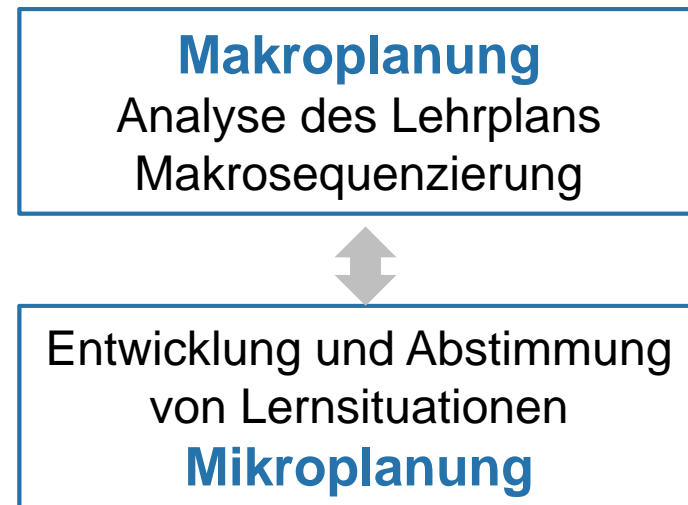 Makroplanung
Analyse des Lehrplans
Makrosequenzierung
Entwicklung und Abstimmung
von Lernsituationen
Mikroplanung